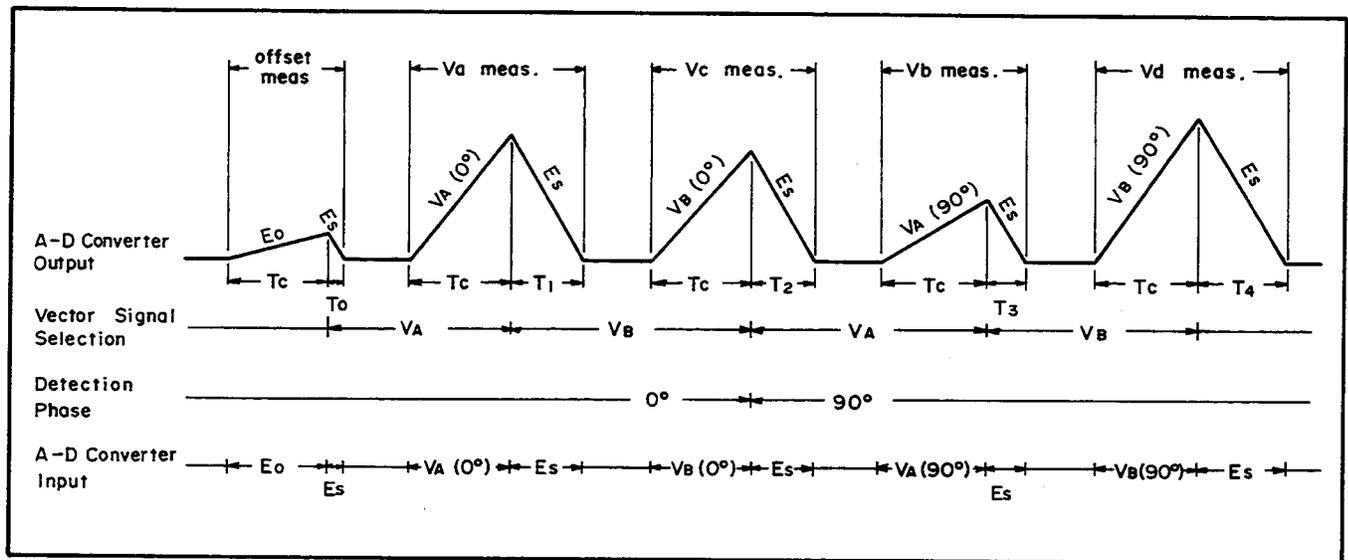 offset meas
Va meas.
Vc meas.
Vb meas.
Vd meas.
Eo
Es
VA (0°)
Es
VB (0°)
Es
VA (90°)
Es
VB (90°)
Es
A-D Converter
Output
Tc
To
Tc
T1
Tc
T2
Tc
T3
Tc
T4
Vector Signal
Selection
VA
VB
VA
VB
Detection
Phase
0°
90°
A-D Converter
Input
Eo
Es
VA (0°)
Es
VB (0°)
Es
VA (90°)
Es
VB (90°)
Es